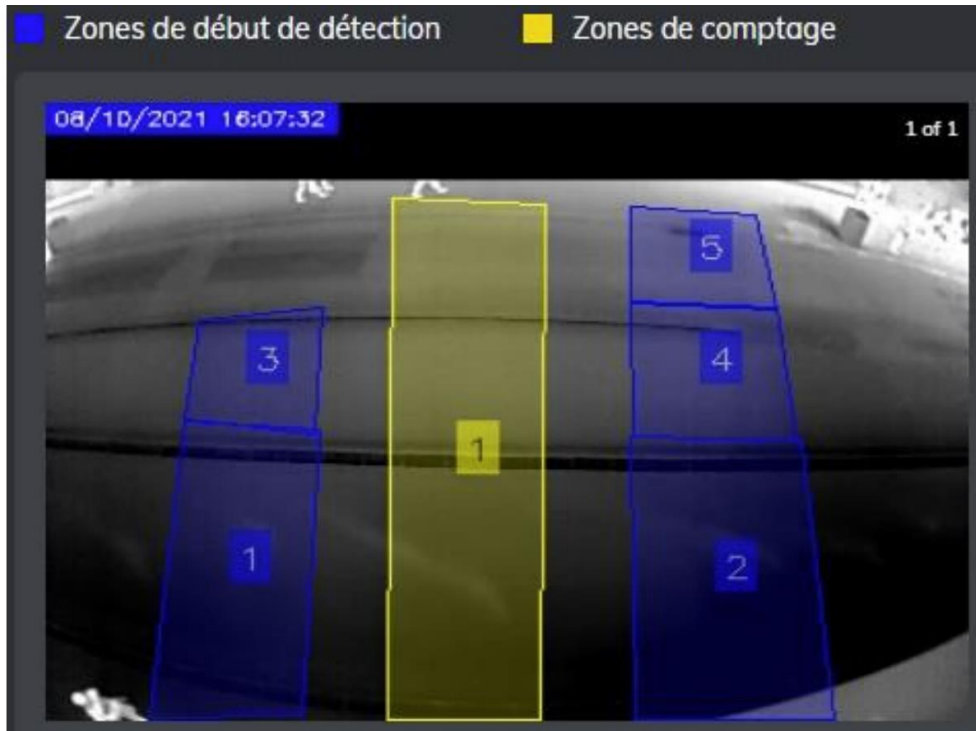 Zones de début de détection
Zones de comptage
08/10/2021 16:07:32
1 of 1
5
3
4
1
1
2